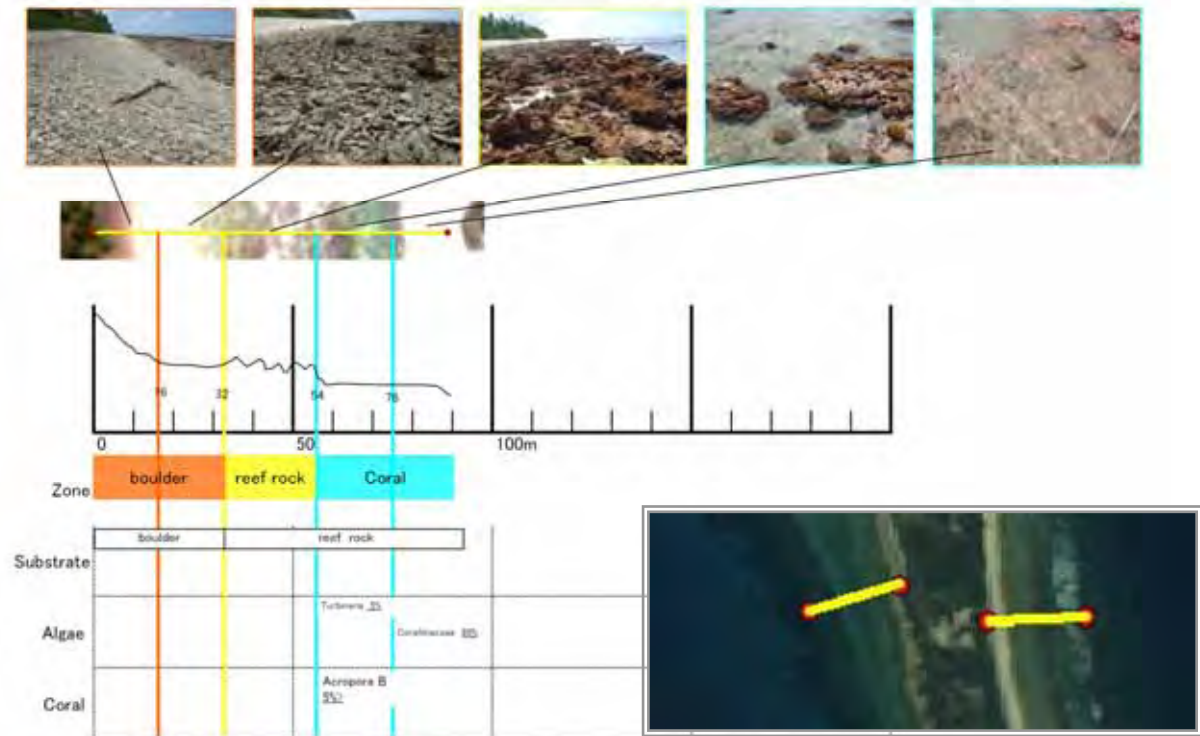 16 32 54 76
0 50 100m
Zone boulder reef rock Coral
Substrate boulder reef rock
Algae
Turbinaria
Corallinaceae
Coral
Acropora B
5%